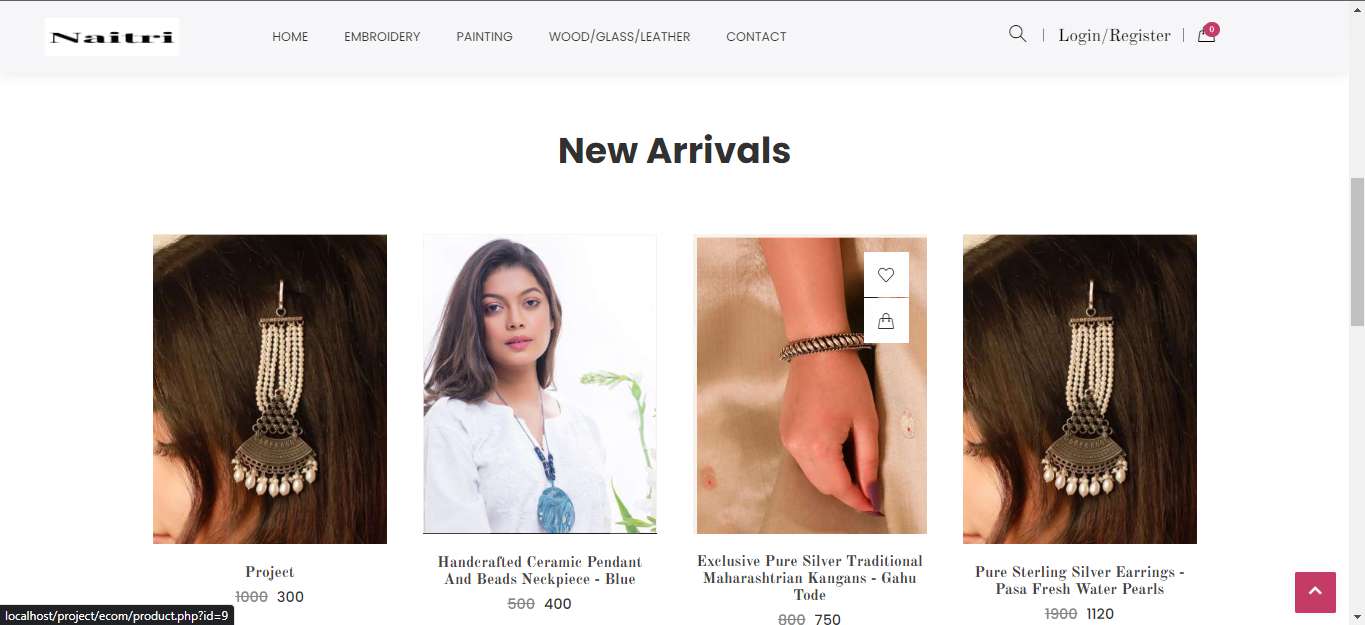 Naitri
HOME
EMBROIDERY
PAINTING
WOOD/GLASS/LEATHER
CONTACT
Login/Register
0
New Arrivals
Project
1000 300
Handcrafted Ceramic Pendant
And Beads Neckpiece - Blue
500 400
Exclusive Pure Silver Traditional
Maharashtrian Kangans - Gahu
Tode
800 750
Pure Sterling Silver Earrings -
Pasa Fresh Water Pearls
1900 1120
localhost/project/ecom/product.php?id=9